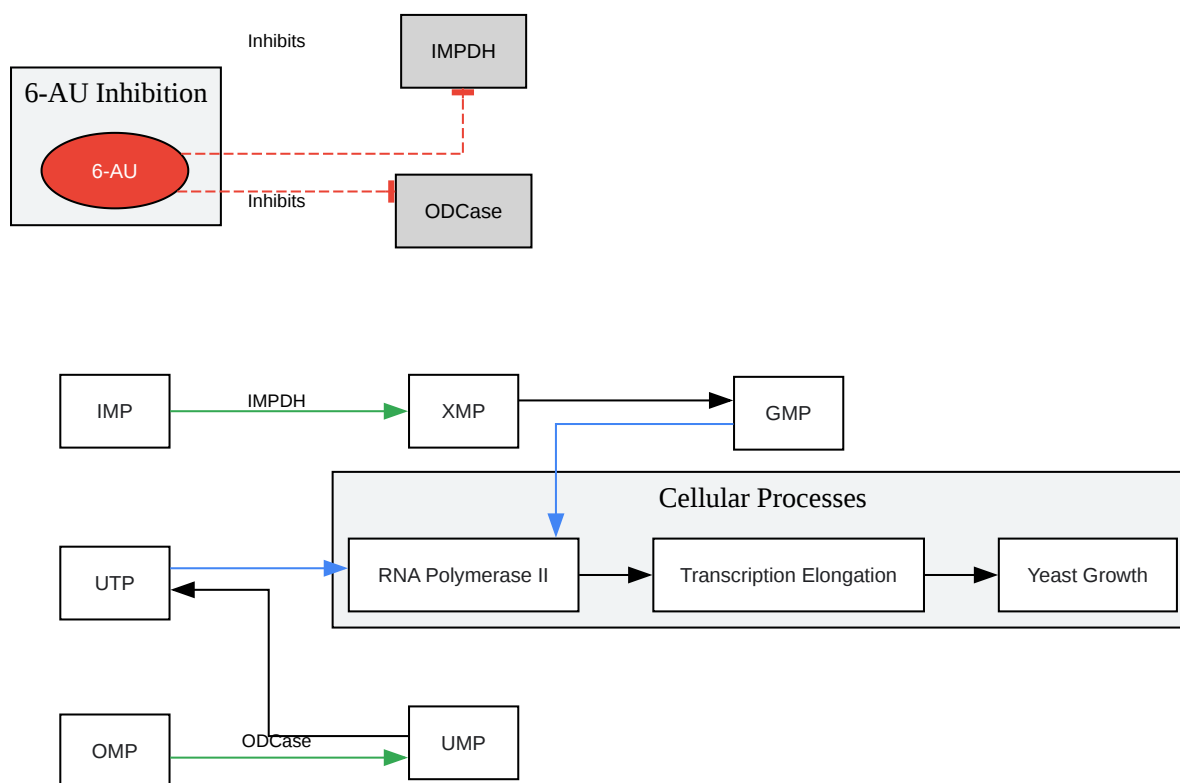 Inhibits
IMPDH
6-AU Inhibition
6-AU
Inhibits
ODCase
IMP
IMPDH
XMP
GMP
Cellular Processes
UTP
RNA Polymerase II
Transcription Elongation
Yeast Growth
OMP
ODCase
UMP